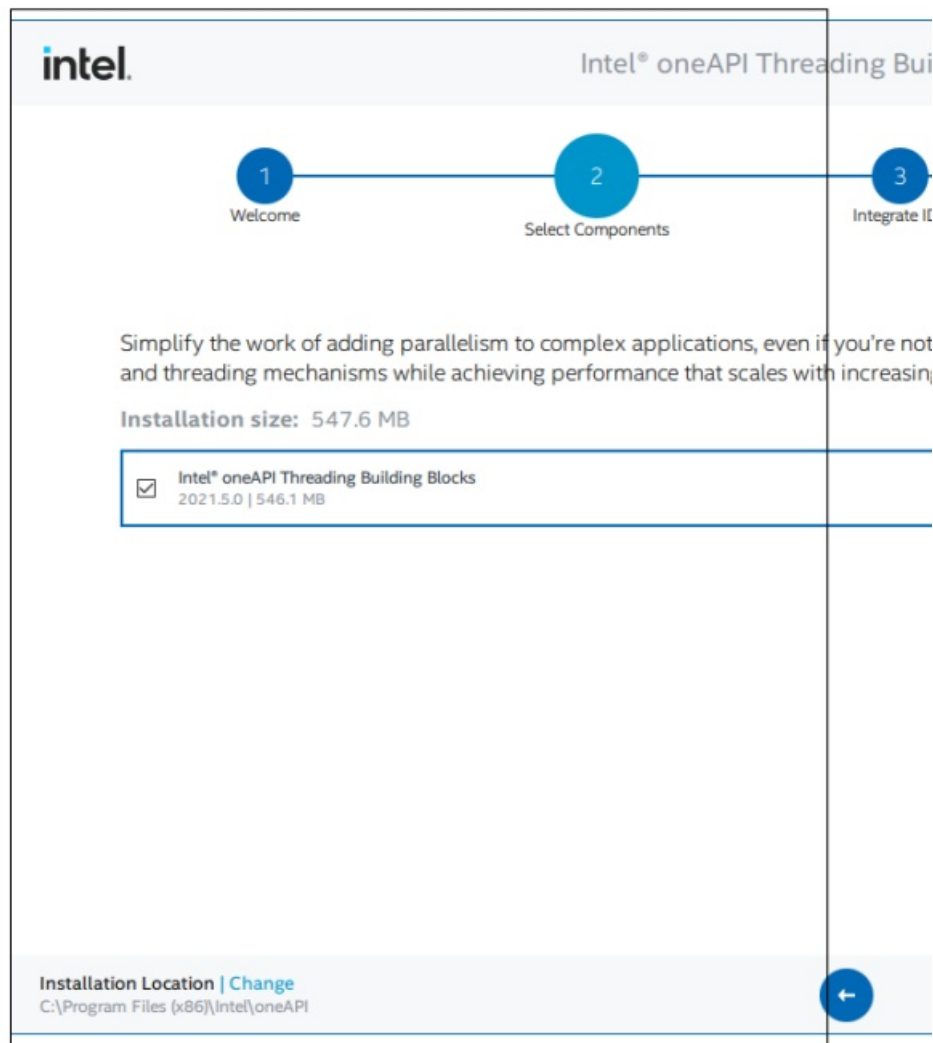 intel.
Intel® oneAPI Threading Bui
1
2
3
Welcome
Select Components
Integrate ID
Simplify the work of adding parallelism to complex applications, even if you're not
and threading mechanisms while achieving performance that scales with increasing
Installation size: 547.6 MB
Intel® oneAPI Threading Building Blocks
2021.5.0 | 546.1 MB
Installation Location | Change
C:\Program Files (x86)\Intel\oneAPI